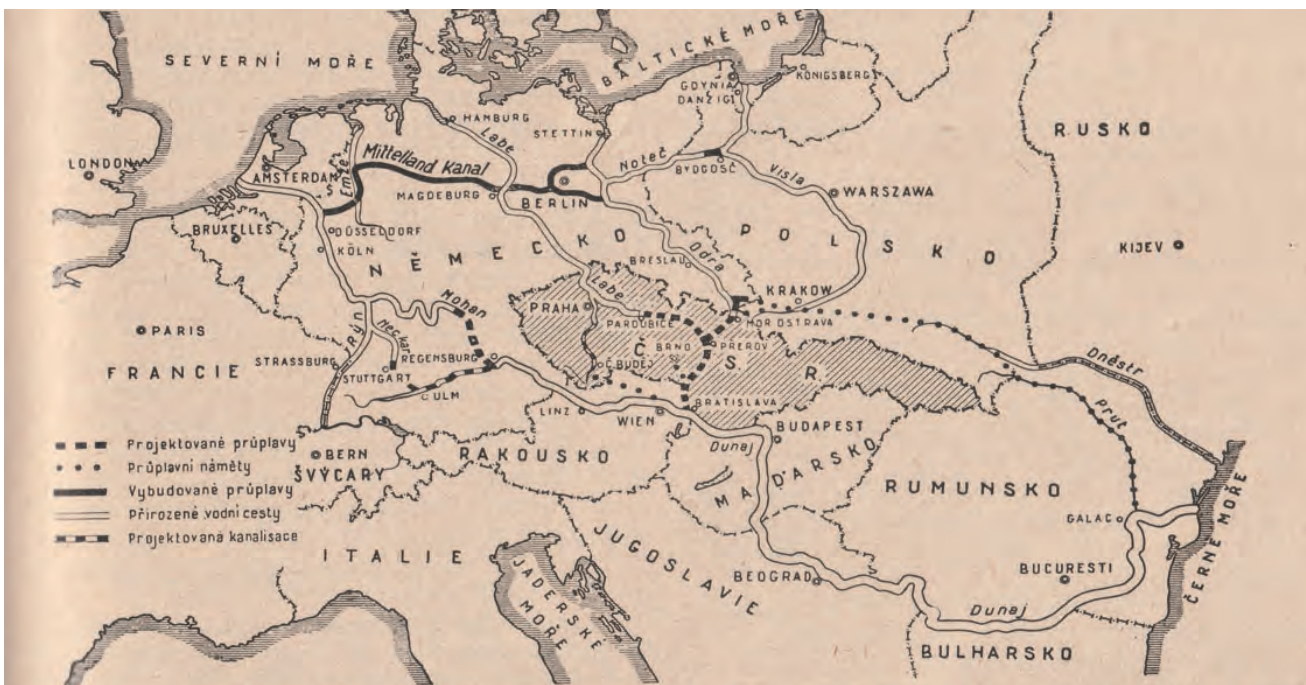 SEVERNÍ MOŘE
BALTICKÉ MOŘE
KÖNIGSBERG
GDYNIA
DANZIG
HAMBURG
Labe
STETTIN
RUSKO
LONDON
AMSTERDAM
Emže
Mittelland Kanal
Noteč
BYDGOŠČ
Visla
WARSZAWA
MAGDEBURG
BERLIN
BRUXELLES
DÜSSELDORF
KÖLN
NĚMECKO
POLSKO
KIJEV
BRESLAU
Odra
Labe
KRAKOW
Mohan
PRAHA
PARDUBICE
MOR OSTRAVA
PARIS
Rýn
Neckar
BRNO
PŘEROV
Č. S. R.
STRASSBURG
REGENSBURG
Č.BUDĚJ.
Dněstr
FRANCIE
STUTTGART
ULM
Prut
LINZ
WIEN
BRATISLAVA
BUDAPEST
Dunaj
Projektované průplavy
Průplavní náměty
Vybudované průplavy
Přirozené vodní cesty
Projektovaná kanalisace
BERN
ŠVÝCARY
RAKOUSKO
MAĎARSKO
RUMUNSKO
GALAC
ITALIE
JUGOSLAVIE
JADERSKÉ
MOŘE
BEOGRAD
BUCURESTI
Dunaj
ČERNÉ MOŘE
BULHARSKO